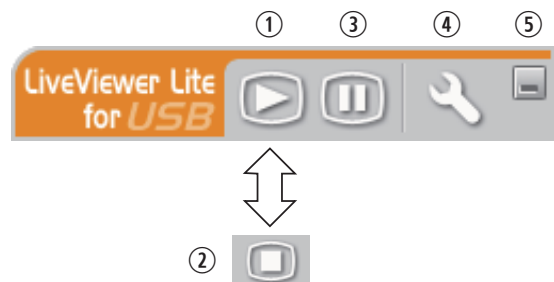 ① ③ ④ ⑤
LiveViewer Lite
for USB
②